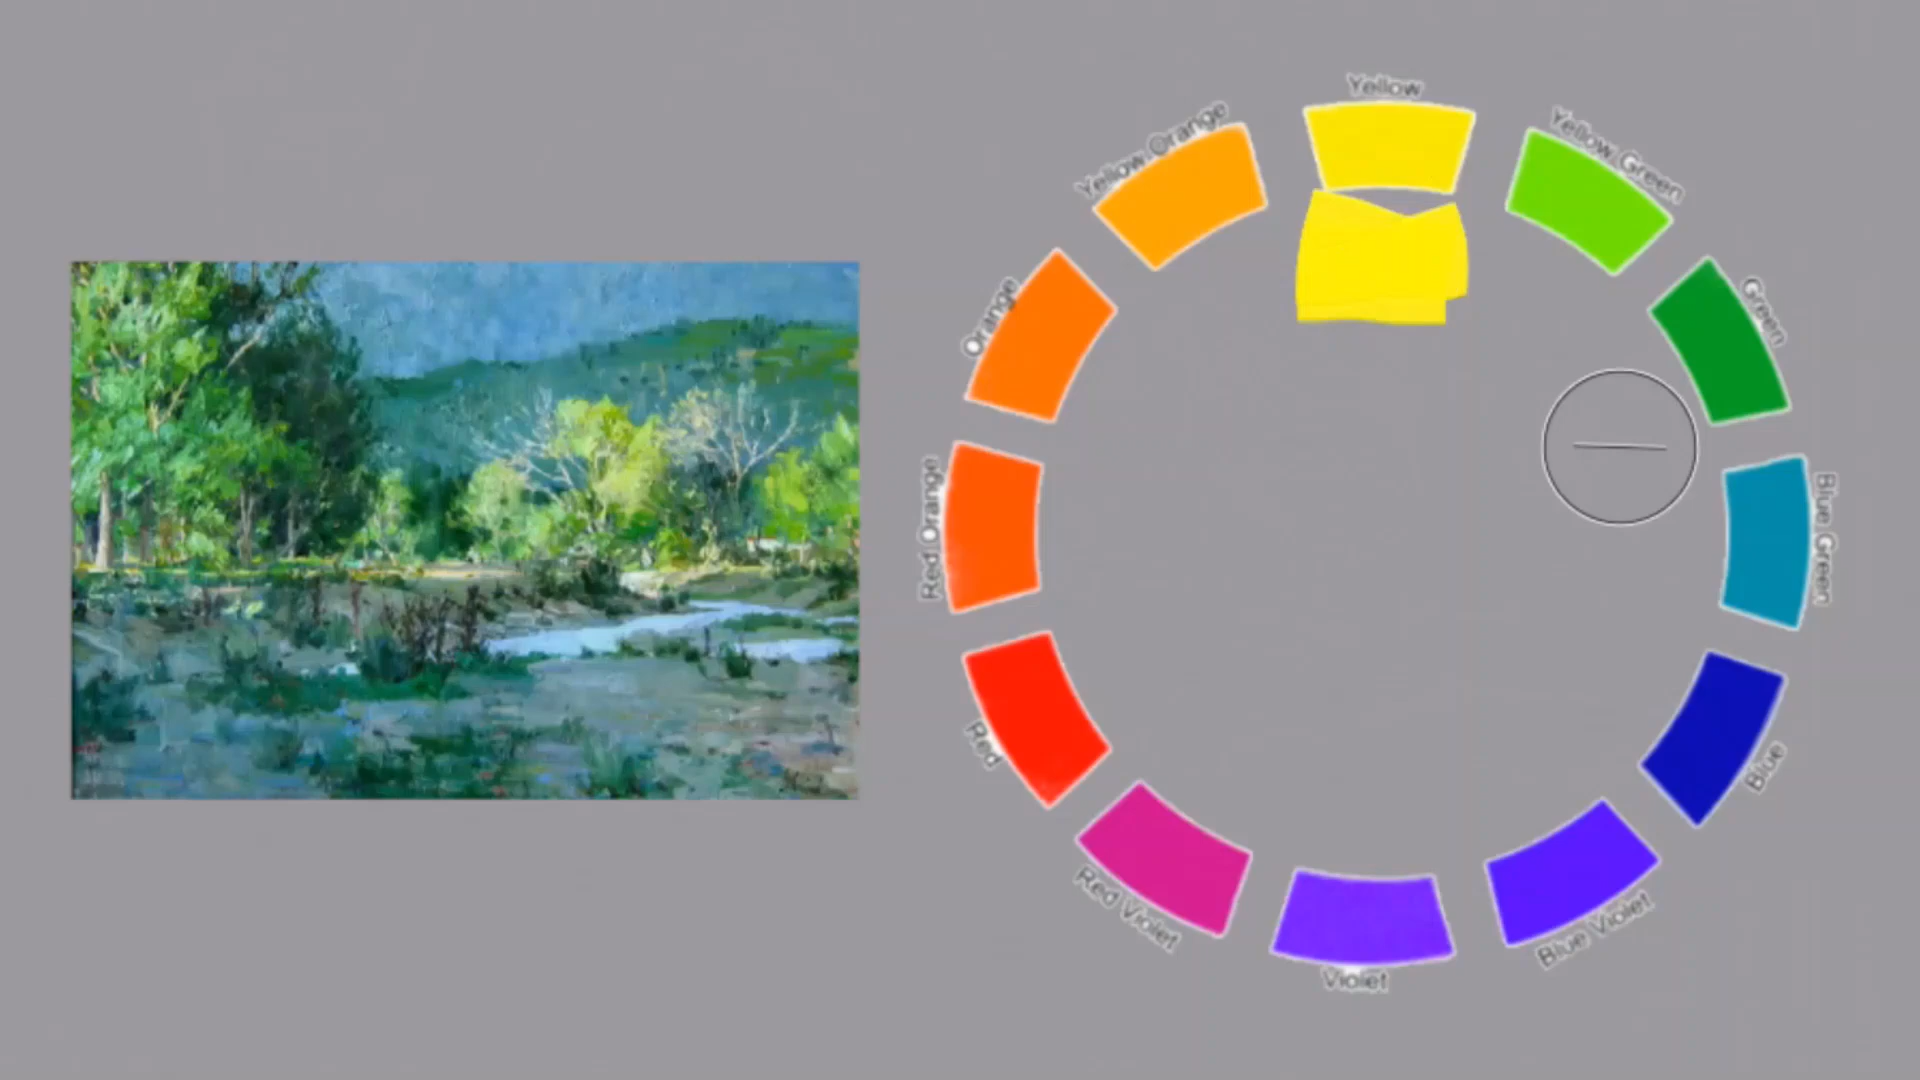 Yellow
Yellow Green
Green
Blue Green
Blue
Blue Violet
Violet
Red Violet
Red
Red Orange
Orange
Yellow Orange